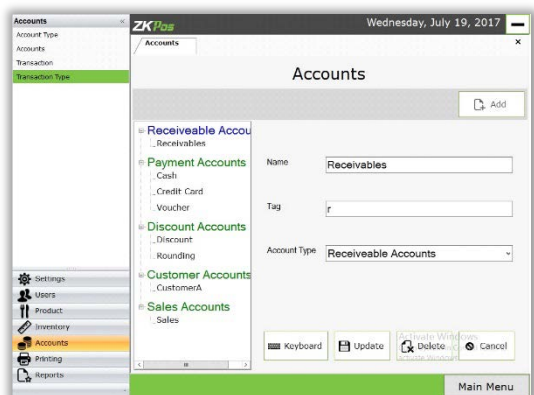 Accounts
Account Type
Accounts
Transaction
Transaction Type
Settings
Users
Product
Inventory
Accounts
Printing
Reports
ZKPos
Wednesday, July 19, 2017
Accounts
Accounts
Add
Receiveable Accou
Receivables
Payment Accounts
Cash
Credit Card
Voucher
Discount Accounts
Discount
Rounding
Customer Accounts
CustomerA
Sales Accounts
Sales
Name
Receivables
Tag
r
Account Type
Receiveable Accounts
Keyboard
Update
Delete
Cancel
Activate Windows
Main Menu